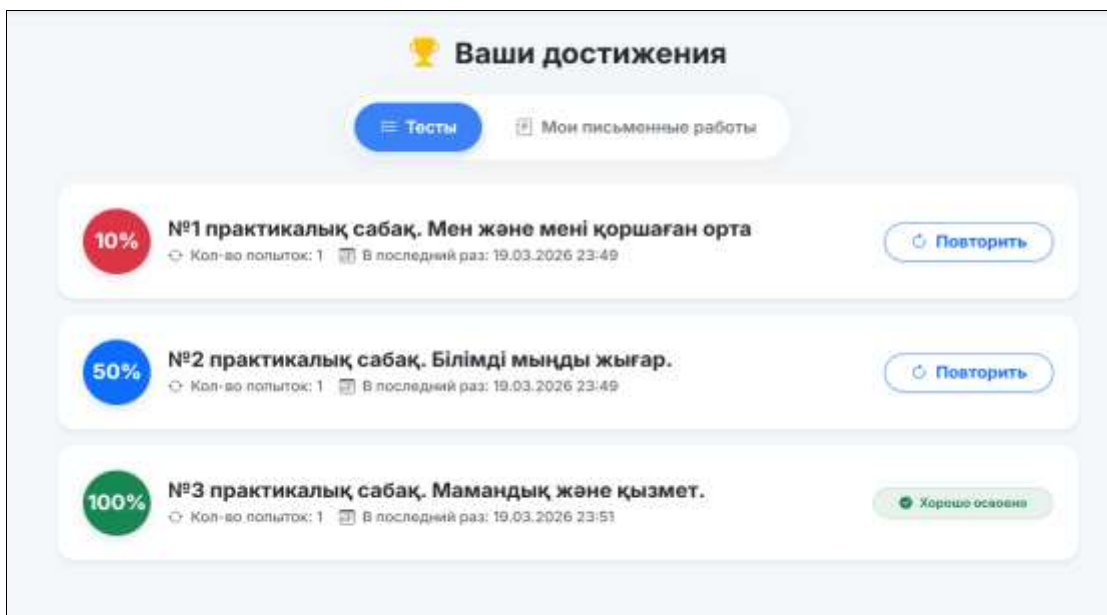 Ваши достижения
Тесты
Мои письменные работы
10%
№1 практикалық сабақ. Мен және мені қоршаған орта
Кол-во попыток: 1 В последний раз: 19.03.2026 23:49
Повторить
50%
№2 практикалық сабақ. Білімді мыңды жығар.
Кол-во попыток: 1 В последний раз: 19.03.2026 23:49
Повторить
100%
№3 практикалық сабақ. Мамандық және қызмет.
Кол-во попыток: 1 В последний раз: 19.03.2026 23:51
Хорошо освоено